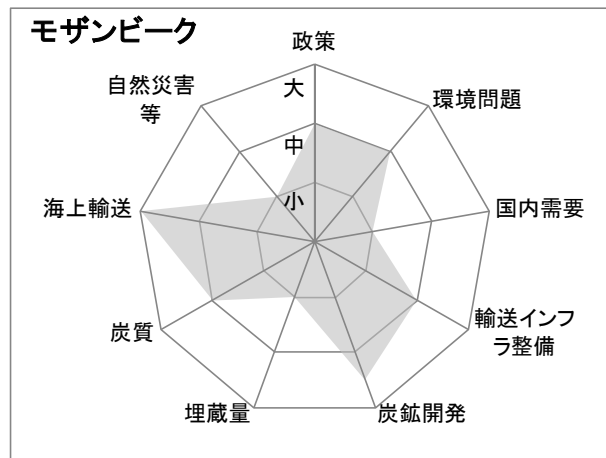 モザンビーク
政策
大
中
小
環境問題
国内需要
輸送インフ
ラ整備
炭鉱開発
埋蔵量
炭質
海上輸送
自然災害
等